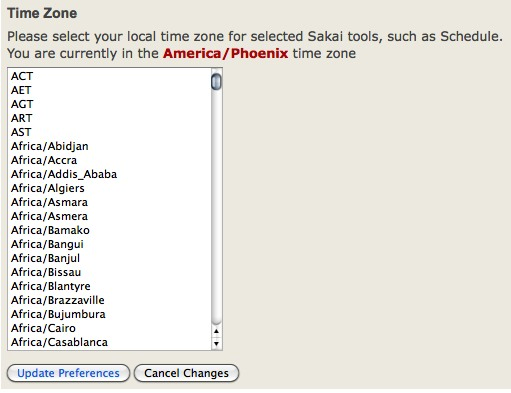 Time Zone
Please select your local time zone for selected Sakai tools, such as Schedule.
You are currently in the America/Phoenix time zone
ACT
AET
AGT
ART
AST
Africa/Abidjan
Africa/Accra
Africa/Addis_Ababa
Africa/Algiers
Africa/Asmara
Africa/Asmera
Africa/Bamako
Africa/Bangui
Africa/Banjul
Africa/Bissau
Africa/Blantyre
Africa/Brazzaville
Africa/Bujumbura
Africa/Cairo
Africa/Casablanca
Update Preferences Cancel Changes